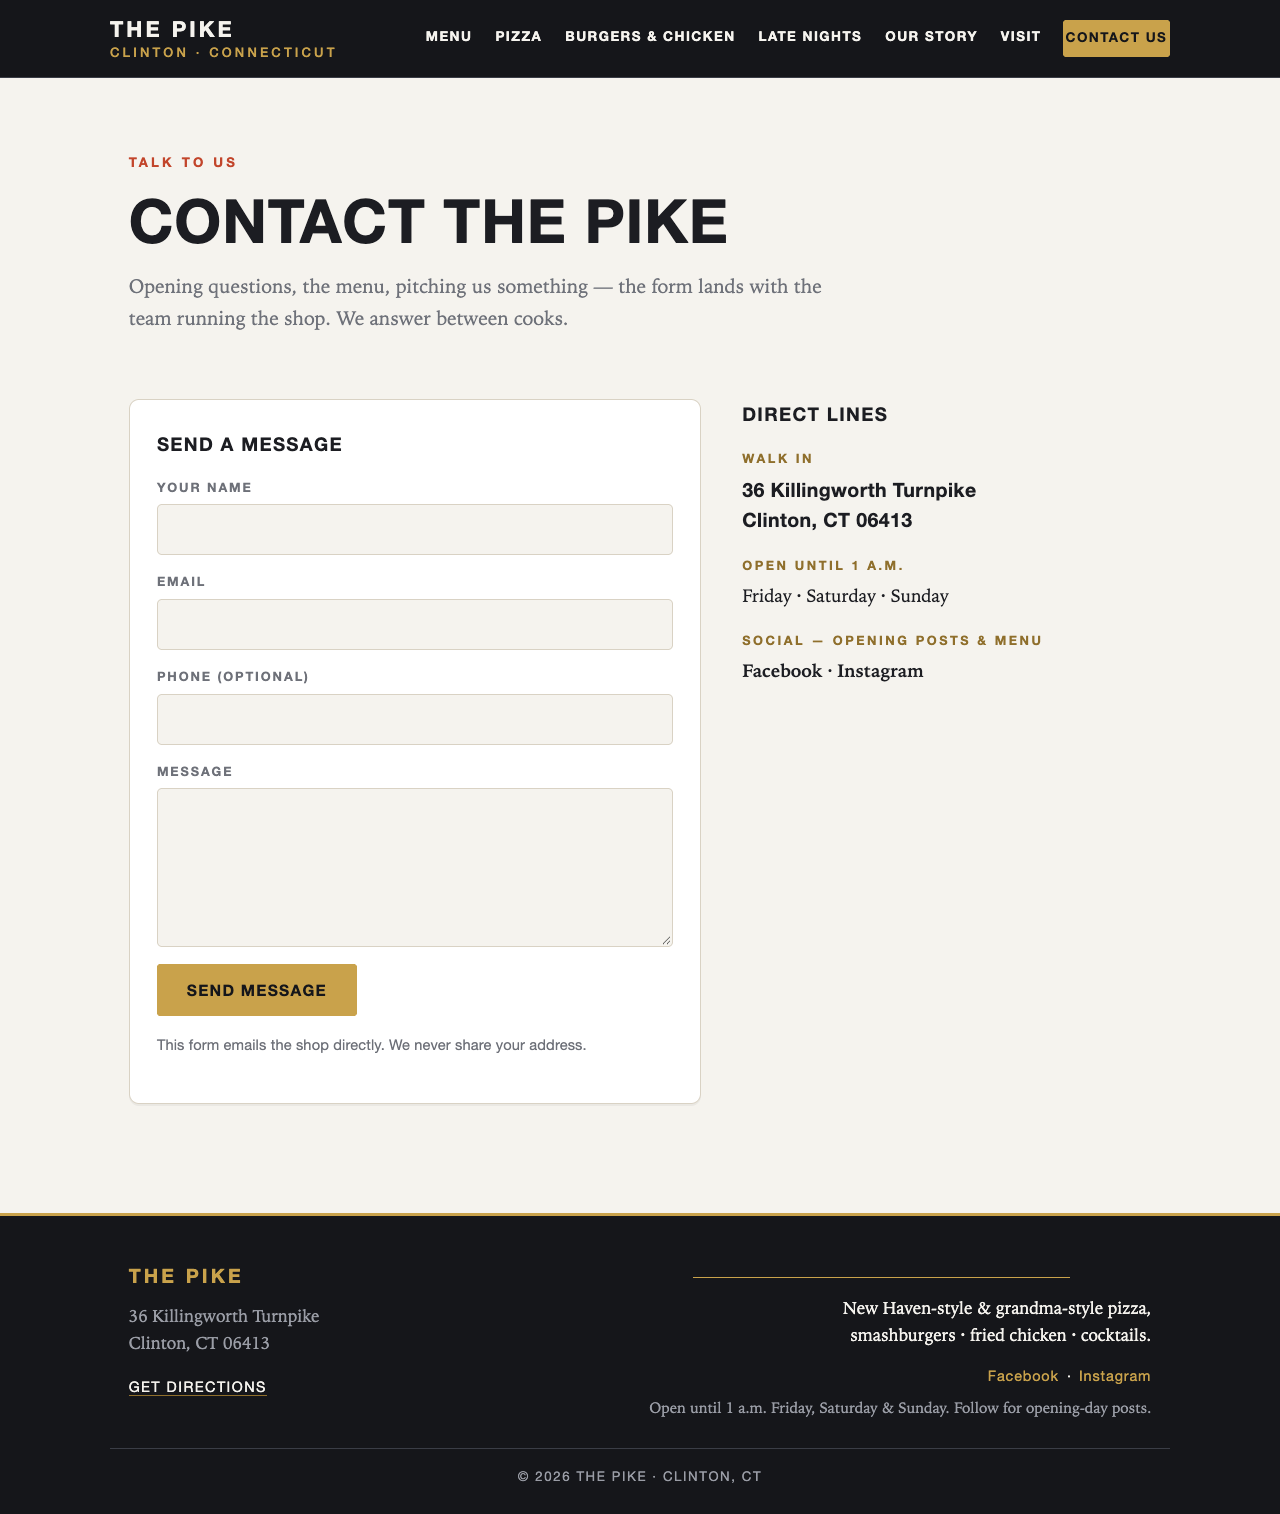 THE PIKE
CLINTON · CONNECTICUT
MENU
PIZZA
BURGERS & CHICKEN
LATE NIGHTS
OUR STORY
VISIT
CONTACT US
TALK TO US
CONTACT THE PIKE
Opening questions, the menu, pitching us something — the form lands with the
team running the shop. We answer between cooks.
SEND A MESSAGE
YOUR NAME
EMAIL
PHONE (OPTIONAL)
MESSAGE
SEND MESSAGE
This form emails the shop directly. We never share your address.
DIRECT LINES
WALK IN
36 Killingworth Turnpike
Clinton, CT 06413
OPEN UNTIL 1 A.M.
Friday · Saturday · Sunday
SOCIAL — OPENING POSTS & MENU
Facebook · Instagram
THE PIKE
36 Killingworth Turnpike
Clinton, CT 06413
GET DIRECTIONS
New Haven-style & grandma-style pizza,
smashburgers · fried chicken · cocktails.
Facebook · Instagram
Open until 1 a.m. Friday, Saturday & Sunday. Follow for opening-day posts.
© 2026 THE PIKE · CLINTON, CT